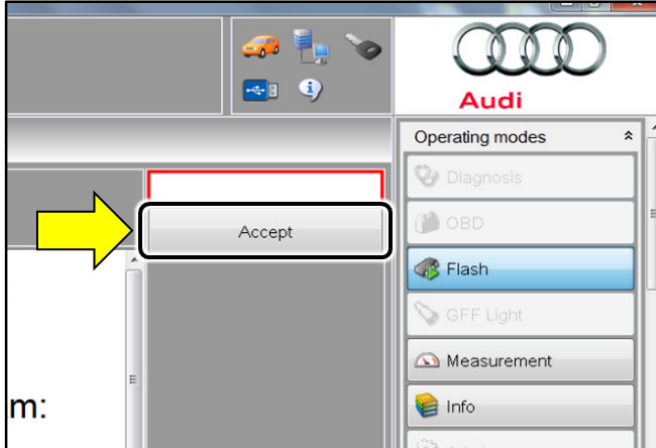 Audi
Operating modes
Diagnosis
OBD
Accept
Flash
GFF Light
Measurement
Info
m: